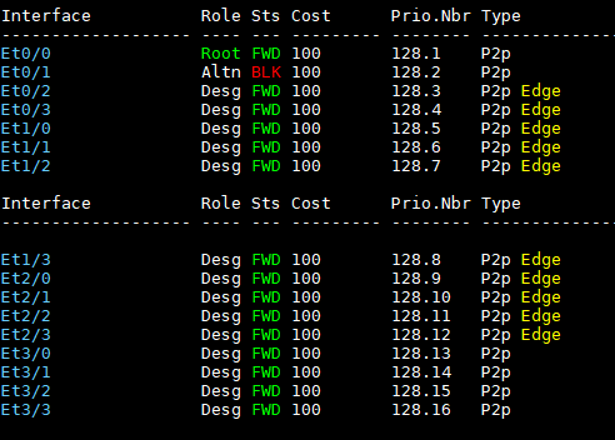 Interface           Role Sts Cost      Prio.Nbr Type
------------------- ---- --- --------- -------- --------------
Et0/0               Root FWD 100       128.1    P2p
Et0/1               Altn BLK 100       128.2    P2p
Et0/2               Desg FWD 100       128.3    P2p Edge
Et0/3               Desg FWD 100       128.4    P2p Edge
Et1/0               Desg FWD 100       128.5    P2p Edge
Et1/1               Desg FWD 100       128.6    P2p Edge
Et1/2               Desg FWD 100       128.7    P2p Edge
Interface           Role Sts Cost      Prio.Nbr Type
------------------- ---- --- --------- -------- --------------
Et1/3               Desg FWD 100       128.8    P2p Edge
Et2/0               Desg FWD 100       128.9    P2p Edge
Et2/1               Desg FWD 100       128.10   P2p Edge
Et2/2               Desg FWD 100       128.11   P2p Edge
Et2/3               Desg FWD 100       128.12   P2p Edge
Et3/0               Desg FWD 100       128.13   P2p
Et3/1               Desg FWD 100       128.14   P2p
Et3/2               Desg FWD 100       128.15   P2p
Et3/3               Desg FWD 100       128.16   P2p